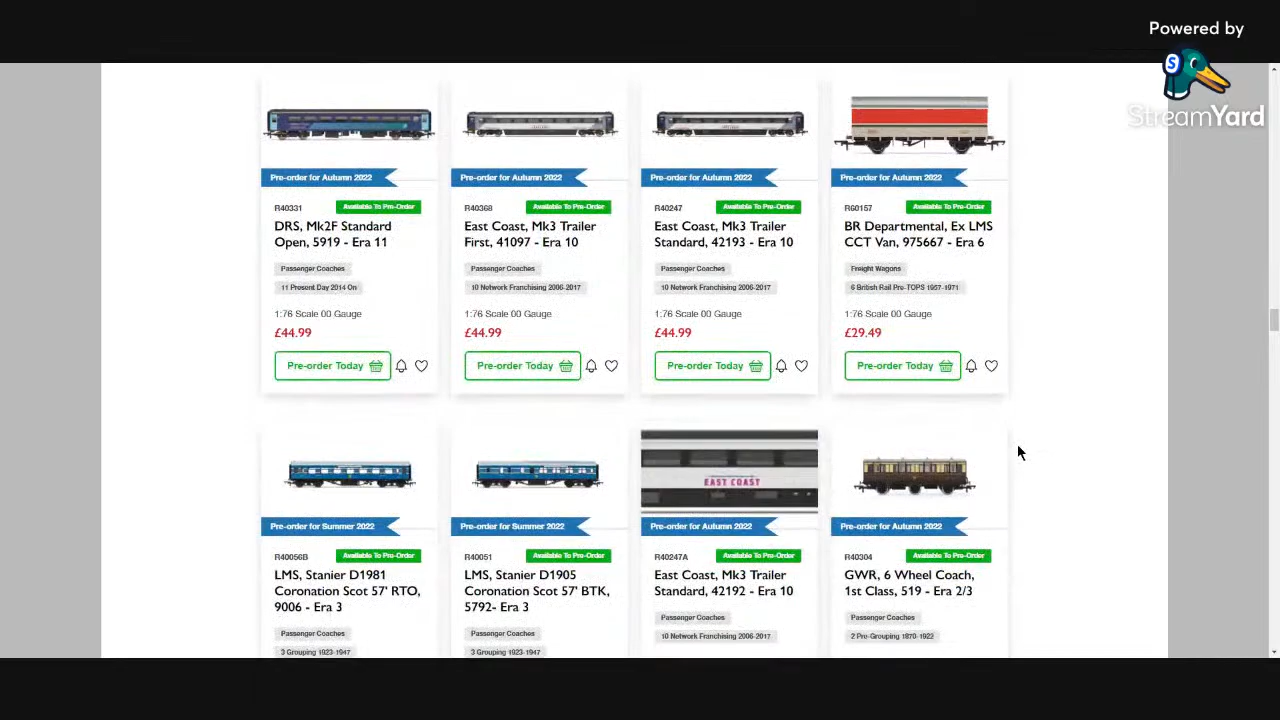 Powered by
StreamYard
Pre-order for Autumn 2022
Pre-order for Autumn 2022
Pre-order for Autumn 2022
Pre-order for Autumn 2022
R40331 Available To Pre-Order
R40368 Available To Pre-Order
R40247 Available To Pre-Order
R60157 Available To Pre-Order
DRS, Mk2F Standard
Open, 5919 - Era 11
East Coast, Mk3 Trailer
First, 41097 - Era 10
East Coast, Mk3 Trailer
Standard, 42193 - Era 10
BR Departmental, Ex LMS
CCT Van, 975667 - Era 6
Passenger Coaches
Passenger Coaches
Passenger Coaches
Freight Wagons
11 Present Day 2014 On
10 Network Franchising 2006-2017
10 Network Franchising 2006-2017
6 British Rail Pre-TOPS 1957-1971
1:76 Scale 00 Gauge
1:76 Scale 00 Gauge
1:76 Scale 00 Gauge
1:76 Scale 00 Gauge
£44.99
£44.99
£44.99
£29.49
Pre-order Today
Pre-order Today
Pre-order Today
Pre-order Today
EAST COAST
Pre-order for Summer 2022
Pre-order for Summer 2022
Pre-order for Autumn 2022
Pre-order for Autumn 2022
R40056B Available To Pre-Order
R40051 Available To Pre-Order
R40247A Available To Pre-Order
R40304 Available To Pre-Order
LMS, Stanier D1981
Coronation Scot 57' RTO,
9006 - Era 3
LMS, Stanier D1905
Coronation Scot 57' BTK,
5792- Era 3
East Coast, Mk3 Trailer
Standard, 42192 - Era 10
GWR, 6 Wheel Coach,
1st Class, 519 - Era 2/3
Passenger Coaches
Passenger Coaches
Passenger Coaches
Passenger Coaches
3 Grouping 1923-1947
3 Grouping 1923-1947
10 Network Franchising 2006-2017
2 Pre-Grouping 1870-1922